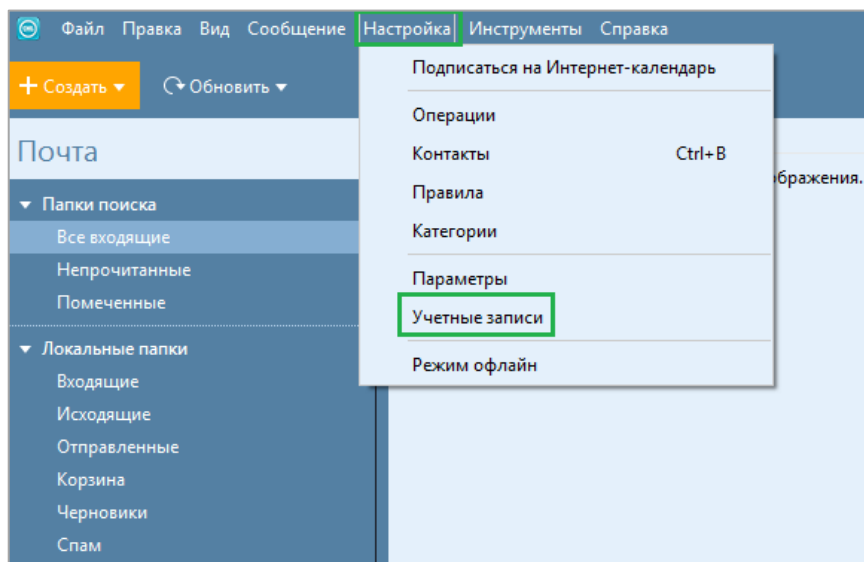 Файл Правка Вид Сообщение Настройка Инструменты Справка
Создать Обновить
Почта
Папки поиска
Все входящие
Непрочитанные
Помеченные
Локальные папки
Входящие
Исходящие
Отправленные
Корзина
Черновики
Спам
Подписаться на Интернет-календарь
Операции
Контакты Ctrl+B
Правила
Категории
Параметры
Учетные записи
Режим офлайн
бражения.